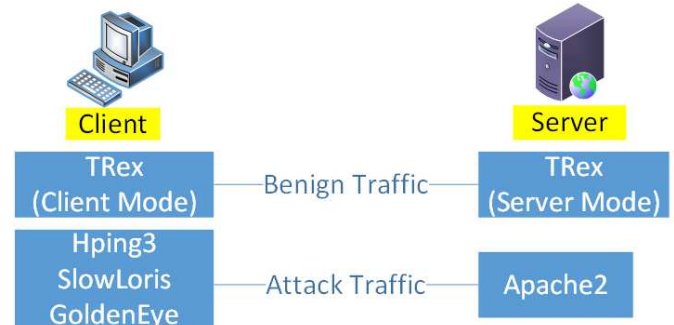 Client
Server
TRex
(Client Mode)
Benign Traffic
TRex
(Server Mode)
Hping3
SlowLoris
GoldenEye
Attack Traffic
Apache2